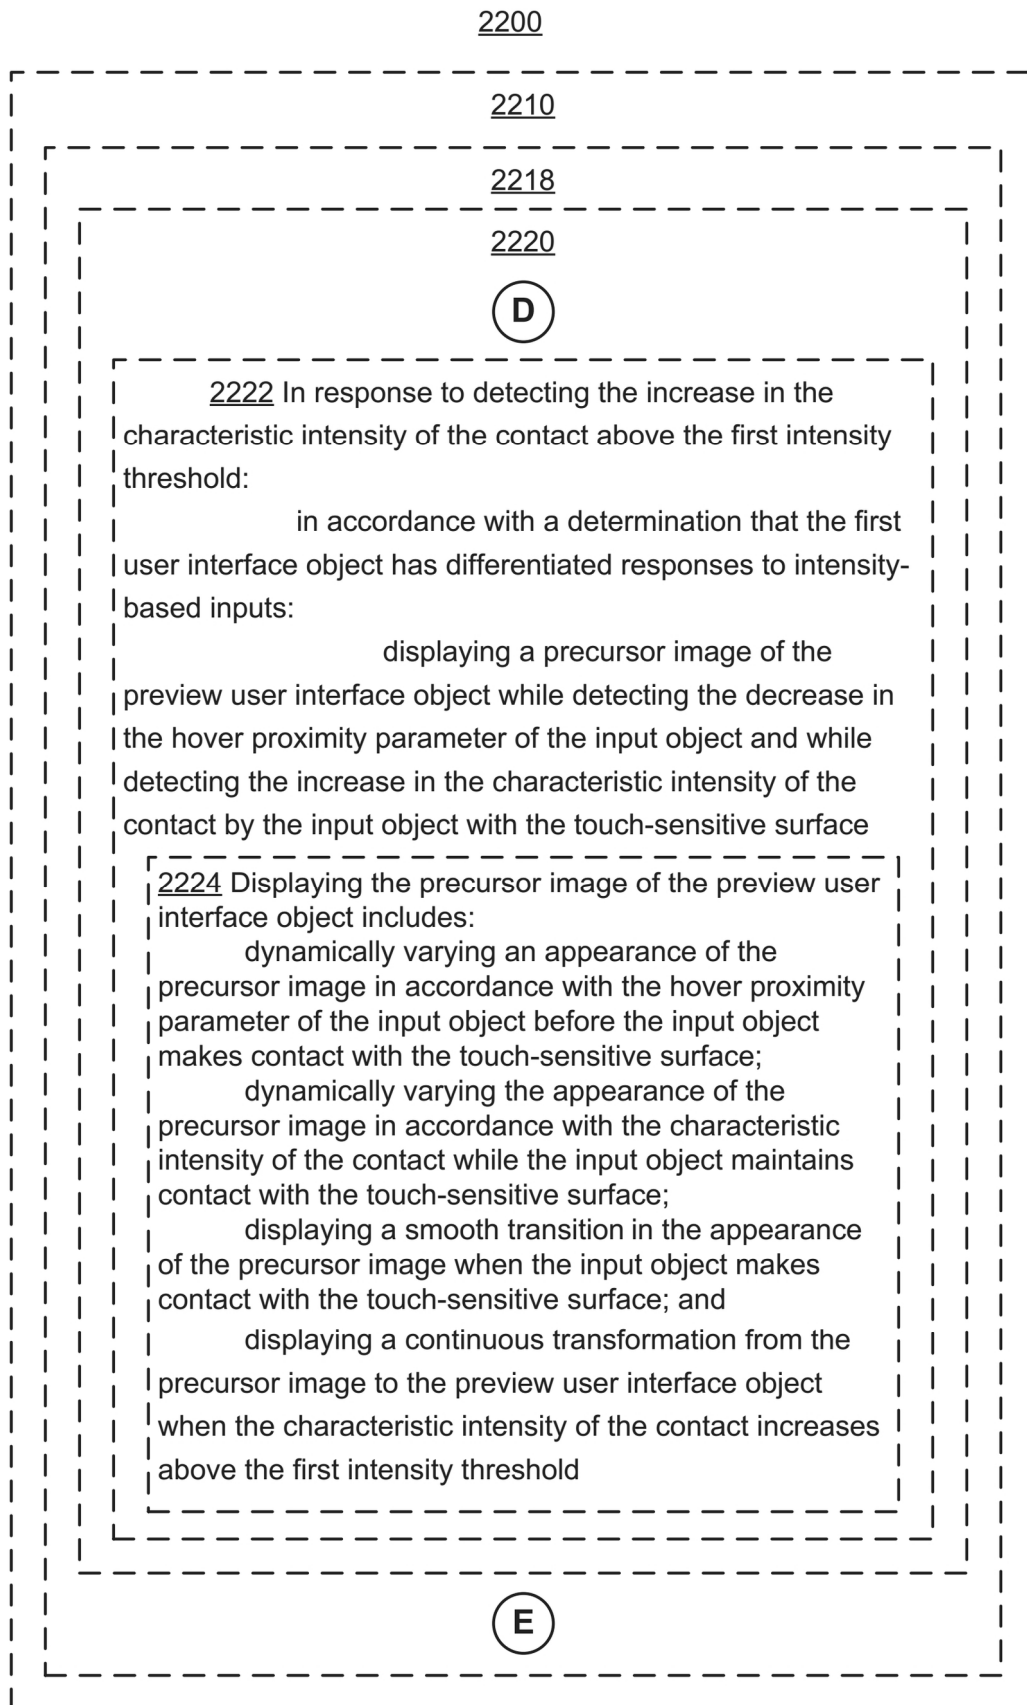 2200
2210
2218
2220
D
2222 In response to detecting the increase in the
characteristic intensity of the contact above the first intensity
threshold:
in accordance with a determination that the first
user interface object has differentiated responses to intensity-
based inputs:
displaying a precursor image of the
preview user interface object while detecting the decrease in
the hover proximity parameter of the input object and while
detecting the increase in the characteristic intensity of the
contact by the input object with the touch-sensitive surface
2224 Displaying the precursor image of the preview user
interface object includes:
dynamically varying an appearance of the
precursor image in accordance with the hover proximity
parameter of the input object before the input object
makes contact with the touch-sensitive surface;
dynamically varying the appearance of the
precursor image in accordance with the characteristic
intensity of the contact while the input object maintains
contact with the touch-sensitive surface;
displaying a smooth transition in the appearance
of the precursor image when the input object makes
contact with the touch-sensitive surface; and
displaying a continuous transformation from the
precursor image to the preview user interface object
when the characteristic intensity of the contact increases
above the first intensity threshold
E